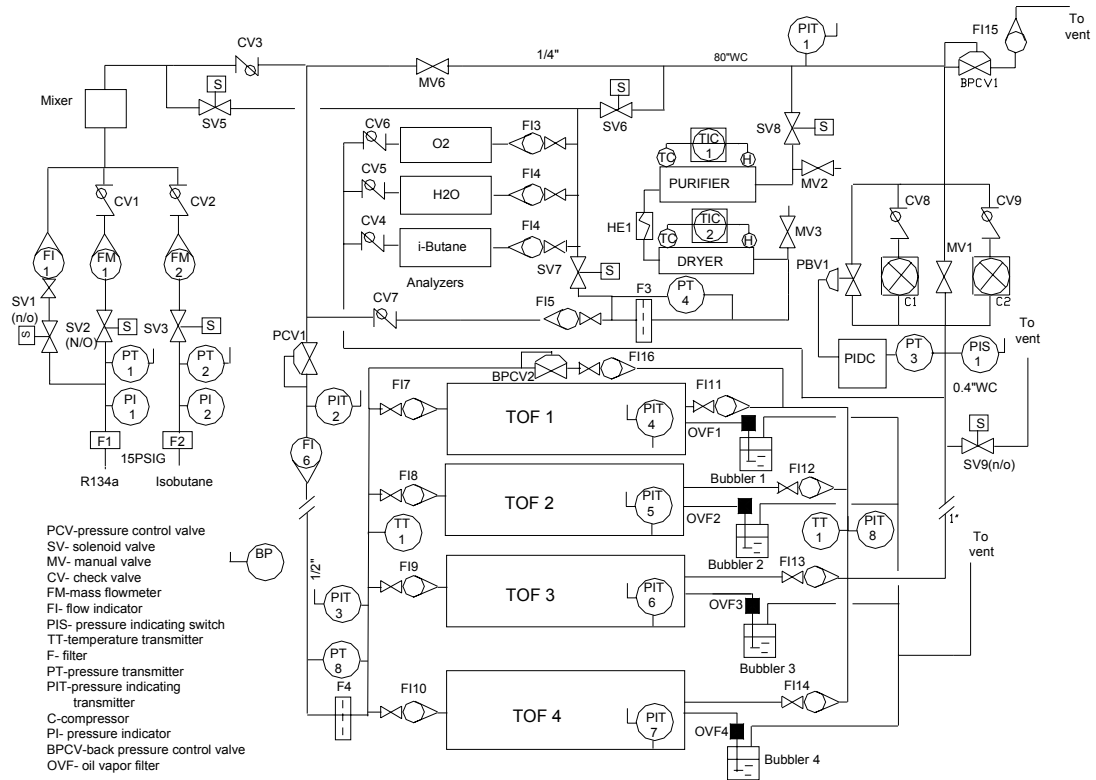 To
vent
FI15
PIT
1
CV3
1/4"
80"WC
MV6
BPCV1
Mixer
S
SV5
S
SV6
SV8
S
CV6
O2
FI3
TC
TIC
1
H
PURIFIER
MV2
CV5
H2O
FI4
CV1
CV2
CV4
i-Butane
FI4
HE1
TC
TIC
2
H
DRYER
MV3
CV8
CV9
MV1
PBV1
C1
C2
FI
1
FM
1
FM
2
Analyzers
SV7
S
SV1
(n/o)
S
SV2
(N/O)
S
SV3
S
CV7
FI5
F3
PT
4
PCV1
PT
1
PT
2
PI
1
PI
2
F1
15PSIG
F2
R134a
Isobutane
PIDC
PT
3
PIS
1
0.4"WC
To
vent
S
SV9(n/o)
BPCV2
FI16
PIT
2
FI
6
FI7
TOF 1
PIT
4
FI11
OVF1
Bubbler 1
FI8
TOF 2
PIT
5
FI12
OVF2
Bubbler 2
TT
1
TT
1
PIT
8
1"
To
vent
FI9
TOF 3
PIT
6
FI13
OVF3
Bubbler 3
1/2"
PIT
3
PT
8
F4
FI10
TOF 4
PIT
7
FI14
OVF4
Bubbler 4
BP
PCV-pressure control valve
SV- solenoid valve
MV- manual valve
CV- check valve
FM-mass flowmeter
FI- flow indicator
PIS- pressure indicating switch
TT-temperature transmitter
F- filter
PT-pressure transmitter
PIT-pressure indicating
transmitter
C-compressor
PI- pressure indicator
BPCV-back pressure control valve
OVF- oil vapor filter